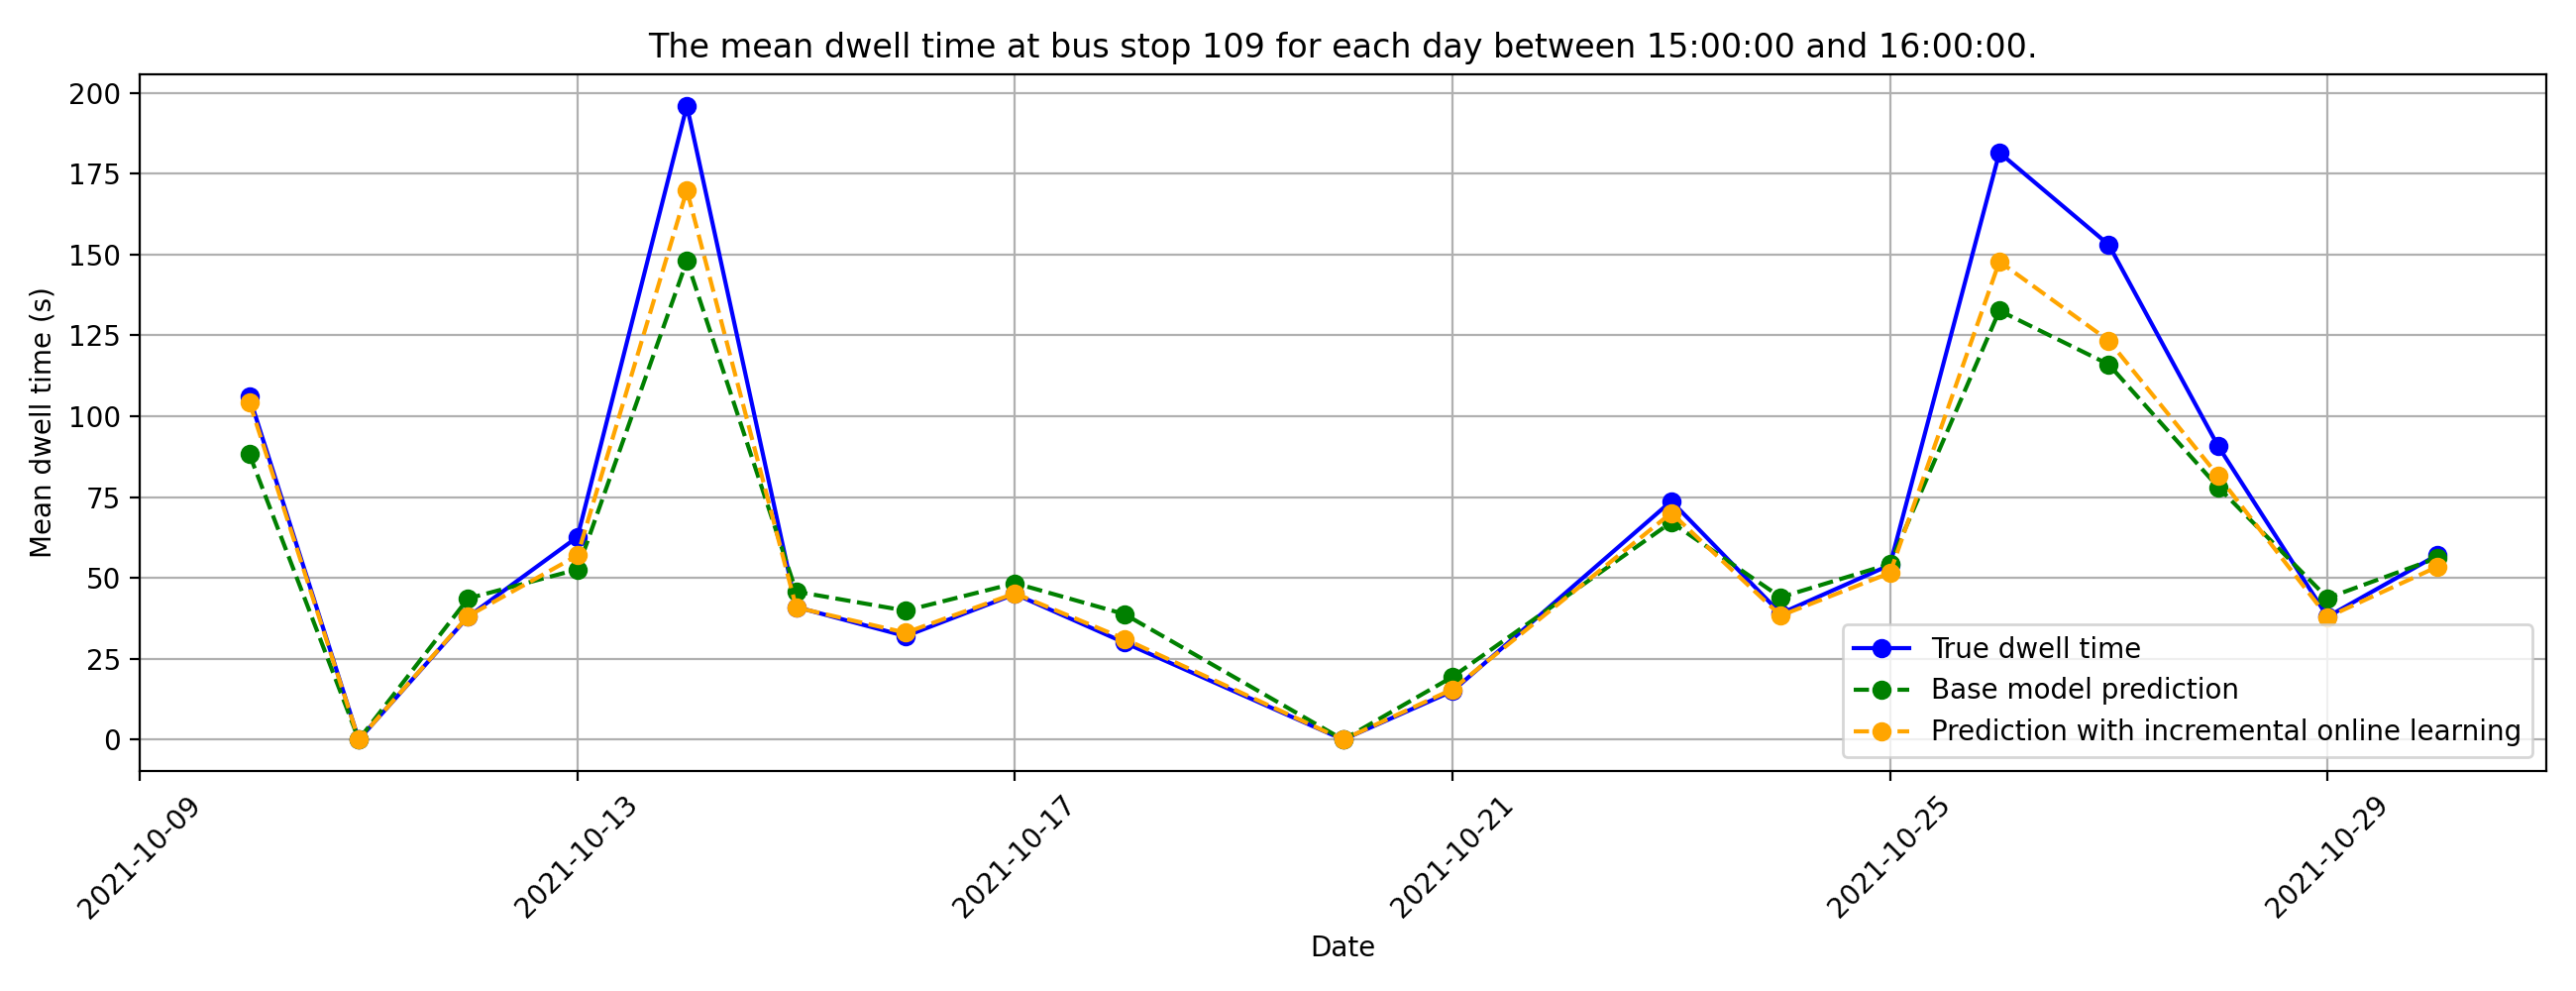 The mean dwell time at bus stop 109 for each day between 15:00:00 and 16:00:00.
Mean dwell time (s)
200
175
150
125
100
75
50
25
0
True dwell time
Base model prediction
Prediction with incremental online learning
2021-10-09
2021-10-13
2021-10-17
2021-10-21
2021-10-25
2021-10-29
Date